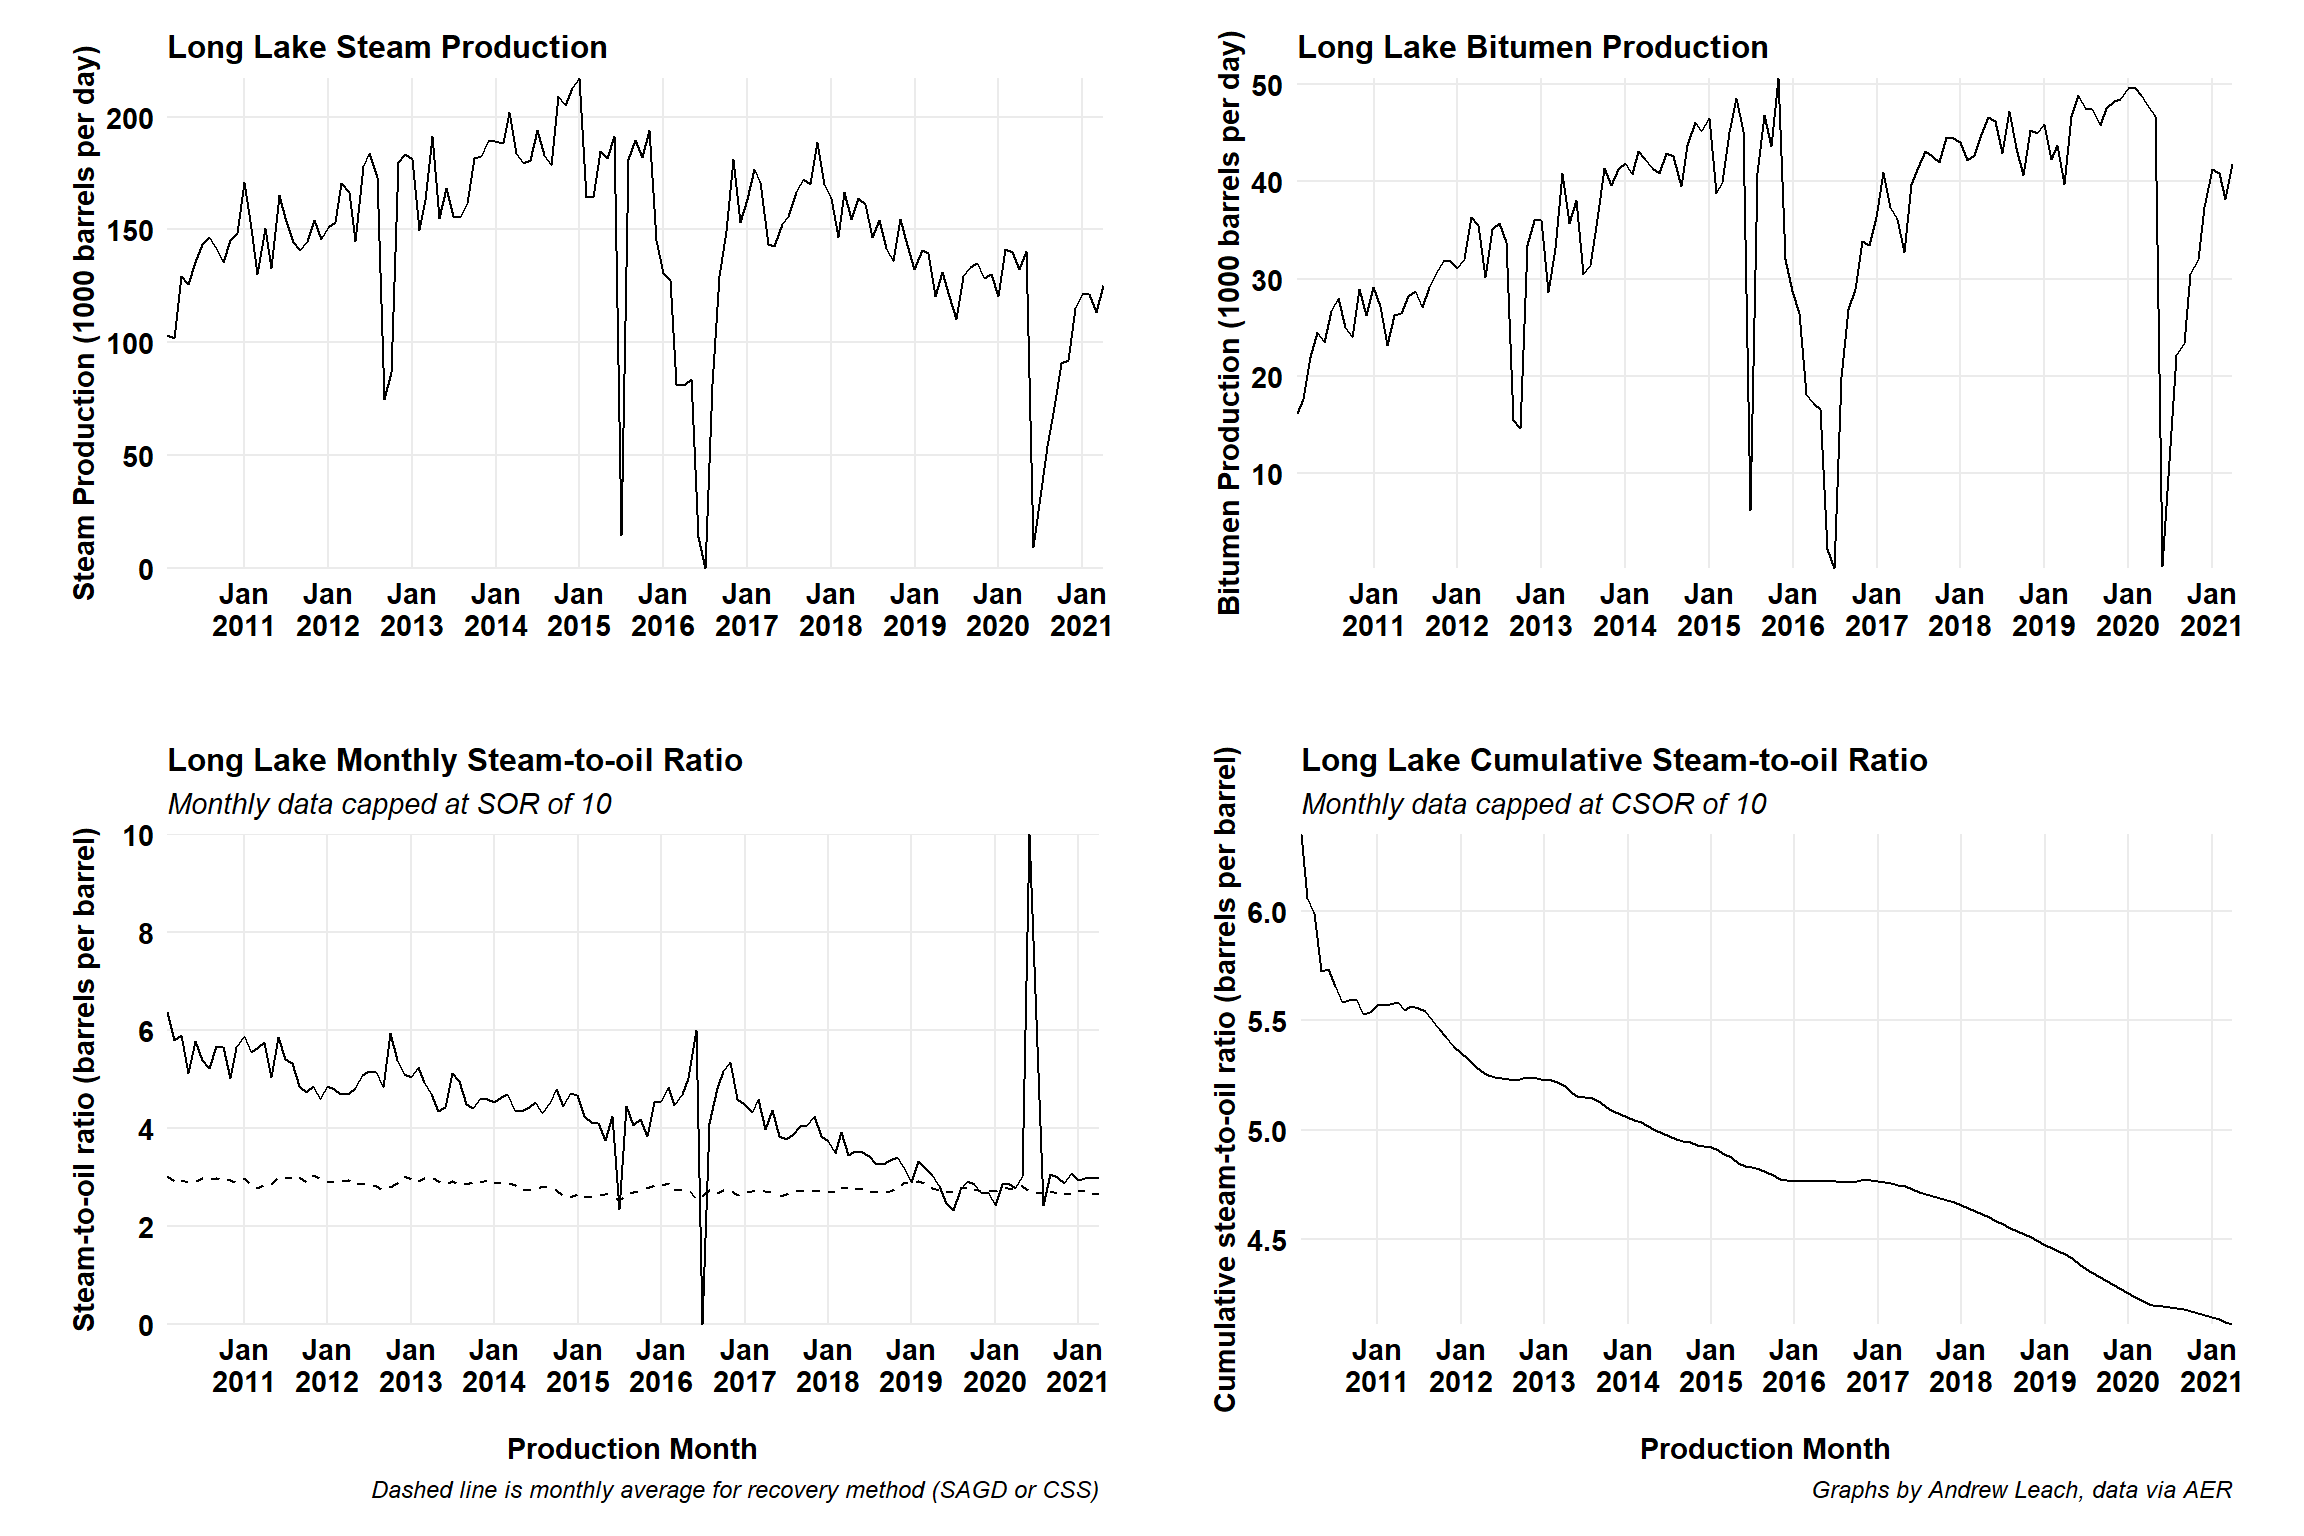 Long Lake Steam Production
Steam Production (1000 barrels per day)
200
150
100
50
0
Jan Jan Jan Jan Jan Jan Jan Jan Jan Jan Jan
2011 2012 2013 2014 2015 2016 2017 2018 2019 2020 2021
Long Lake Bitumen Production
Bitumen Production (1000 barrels per day)
50
40
30
20
10
Jan Jan Jan Jan Jan Jan Jan Jan Jan Jan Jan
2011 2012 2013 2014 2015 2016 2017 2018 2019 2020 2021
Long Lake Monthly Steam-to-oil Ratio
Monthly data capped at SOR of 10
Steam-to-oil ratio (barrels per barrel)
10
8
6
4
2
0
Jan Jan Jan Jan Jan Jan Jan Jan Jan Jan Jan
2011 2012 2013 2014 2015 2016 2017 2018 2019 2020 2021
Production Month
Dashed line is monthly average for recovery method (SAGD or CSS)
Long Lake Cumulative Steam-to-oil Ratio
Monthly data capped at CSOR of 10
Cumulative steam-to-oil ratio (barrels per barrel)
6.0
5.5
5.0
4.5
Jan Jan Jan Jan Jan Jan Jan Jan Jan Jan Jan
2011 2012 2013 2014 2015 2016 2017 2018 2019 2020 2021
Production Month
Graphs by Andrew Leach, data via AER